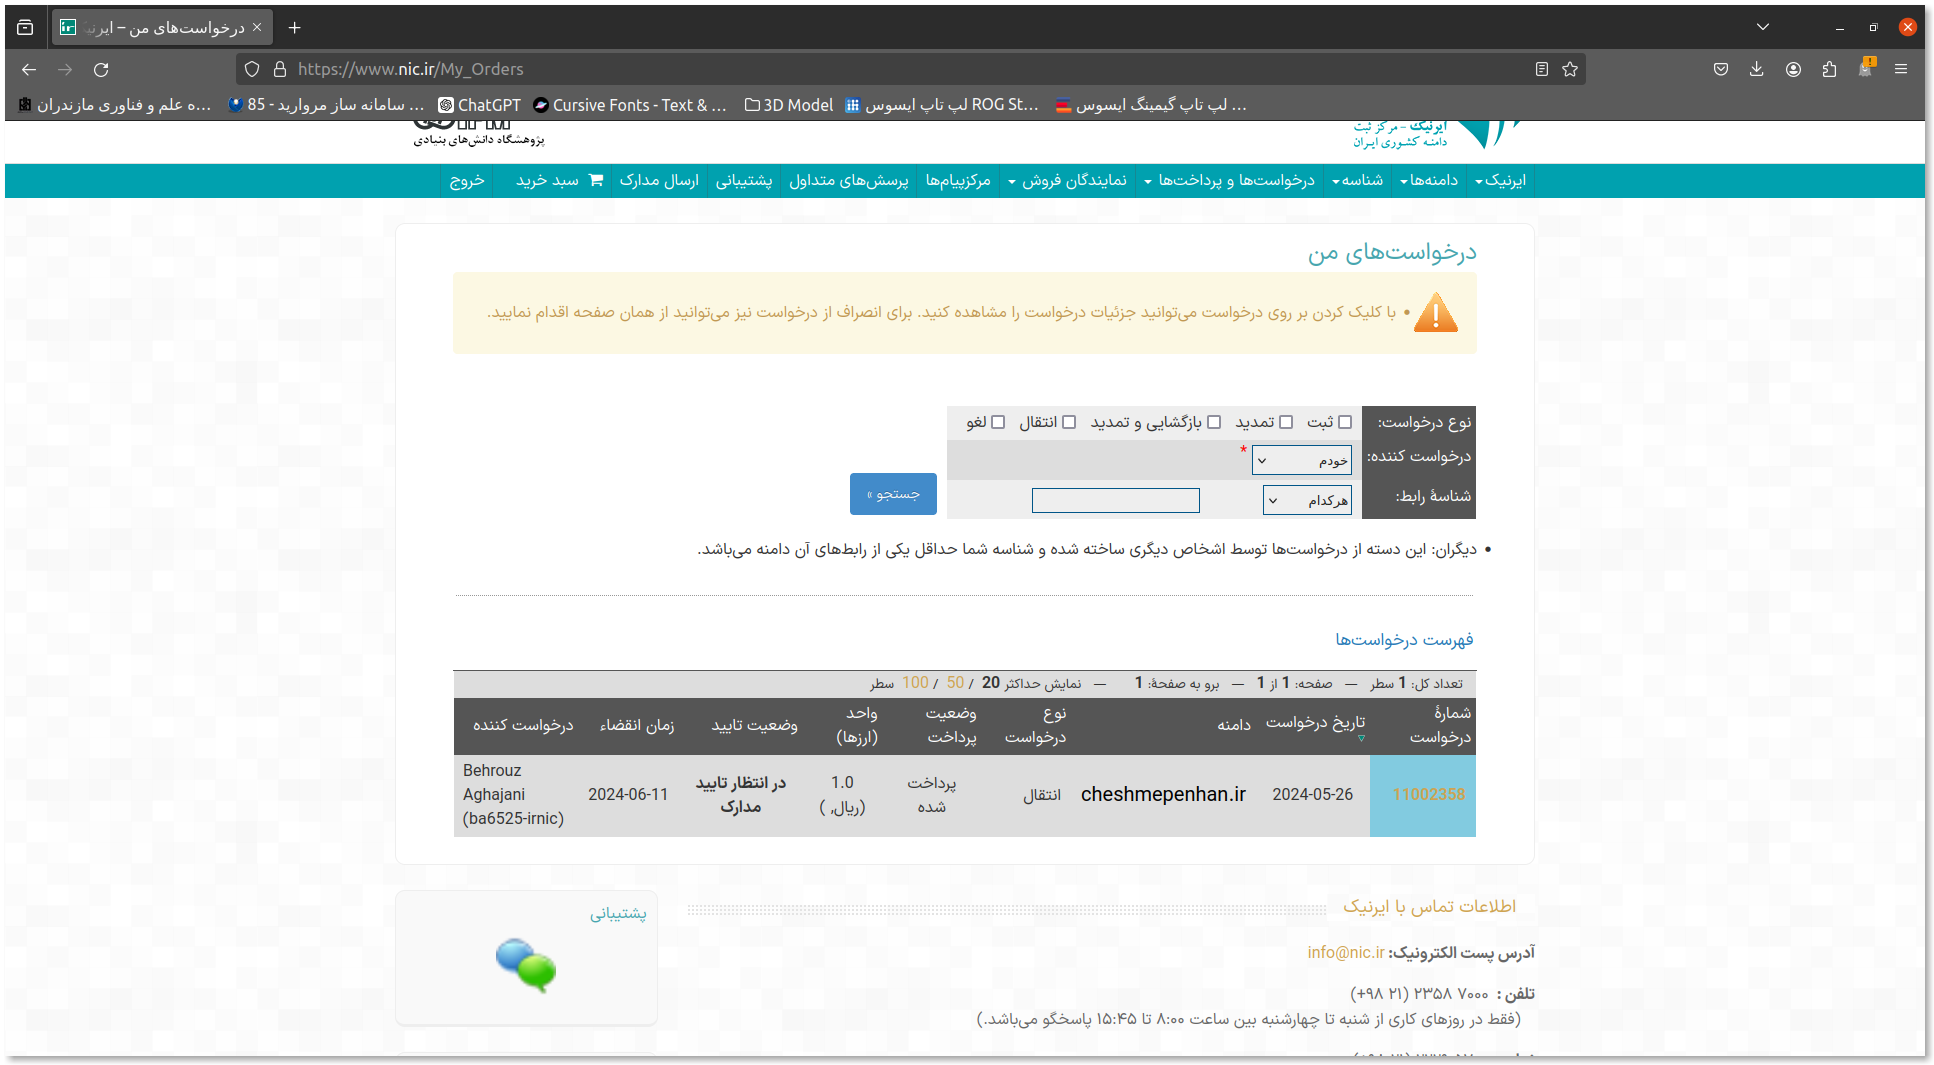 درخواست‌های من – ایرنیک
https://www.nic.ir/My_Orders
ه علم و فناوری مازندران...
سامانه ساز مروارید - 85 ...
ChatGPT
Cursive Fonts - Text & ...
3D Model
لپ تاپ ایسوس ROG St...
لپ تاپ گیمینگ ایسوس ...
پژوهشگاه دانش‌های بنیادی
ایرنیک - مرکز ثبت
دامنه کشوری ایران
ایرنیک
دامنه‌ها
شناسه
درخواست‌ها و پرداخت‌ها
نمایندگان فروش
مرکزپیام‌ها
پرسش‌های متداول
پشتیبانی
ارسال مدارک
سبد خرید
خروج
درخواست‌های من
• با کلیک کردن بر روی درخواست می‌توانید جزئیات درخواست را مشاهده کنید. برای انصراف از درخواست نیز می‌توانید از همان صفحه اقدام نمایید.
نوع درخواست: ثبت تمدید بازگشایی و تمدید انتقال لغو
درخواست کننده: خودم *
شناسهٔ رابط: هرکدام
جستجو »
• دیگران: این دسته از درخواست‌ها توسط اشخاص دیگری ساخته شده و شناسه شما حداقل یکی از رابط‌های آن دامنه می‌باشد.
فهرست درخواست‌ها
تعداد کل: 1 سطر — صفحه: 1 از 1 — برو به صفحهٔ: 1 — نمایش حداکثر 20 / 50 / 100 سطر
شمارهٔ درخواست
تاریخ درخواست
دامنه
نوع درخواست
وضعیت پرداخت
واحد (ارزها)
وضعیت تایید
زمان انقضاء
درخواست کننده
11002358
2024-05-26
cheshmepenhan.ir
انتقال
پرداخت شده
1.0
(ریال, )
در انتظار تایید مدارک
2024-06-11
Behrouz
Aghajani
(ba6525-irnic)
اطلاعات تماس با ایرنیک
آدرس پست الکترونیک: info@nic.ir
تلفن : ۷۰۰۰ ۲۳۵۸ (۲۱ ۹۸+)
(فقط در روزهای کاری از شنبه تا چهارشنبه بین ساعت ۸:۰۰ تا ۱۵:۴۵ پاسخگو می‌باشد.)
پشتیبانی